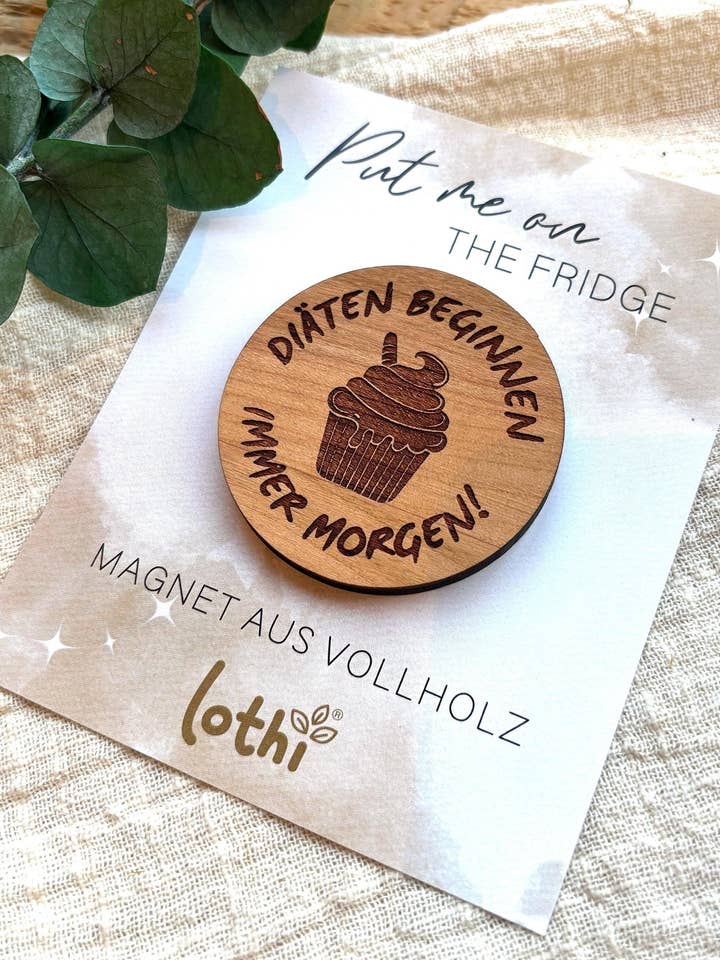 Put me on
THE FRIDGE
DIÄTEN BEGINNEN
IMMER MORGEN!
MAGNET AUS VOLLHOLZ
lothi®